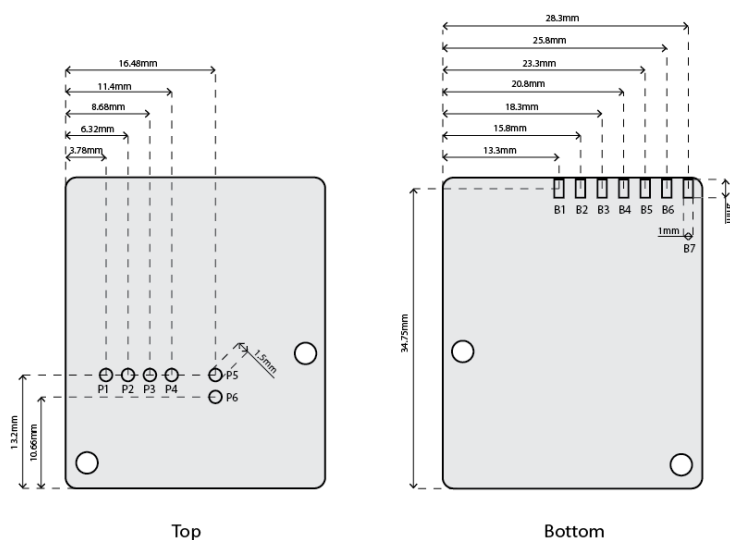 28.3mm
25.8mm
23.3mm
20.8mm
18.3mm
15.8mm
13.3mm
16.48mm
11.4mm
8.68mm
6.32mm
3.78mm
B1 B2 B3 B4 B5 B6
1mm
B7
34.75mm
1.5mm
P1 P2 P3 P4 P5
P6
13.2mm
10.66mm
Top
Bottom